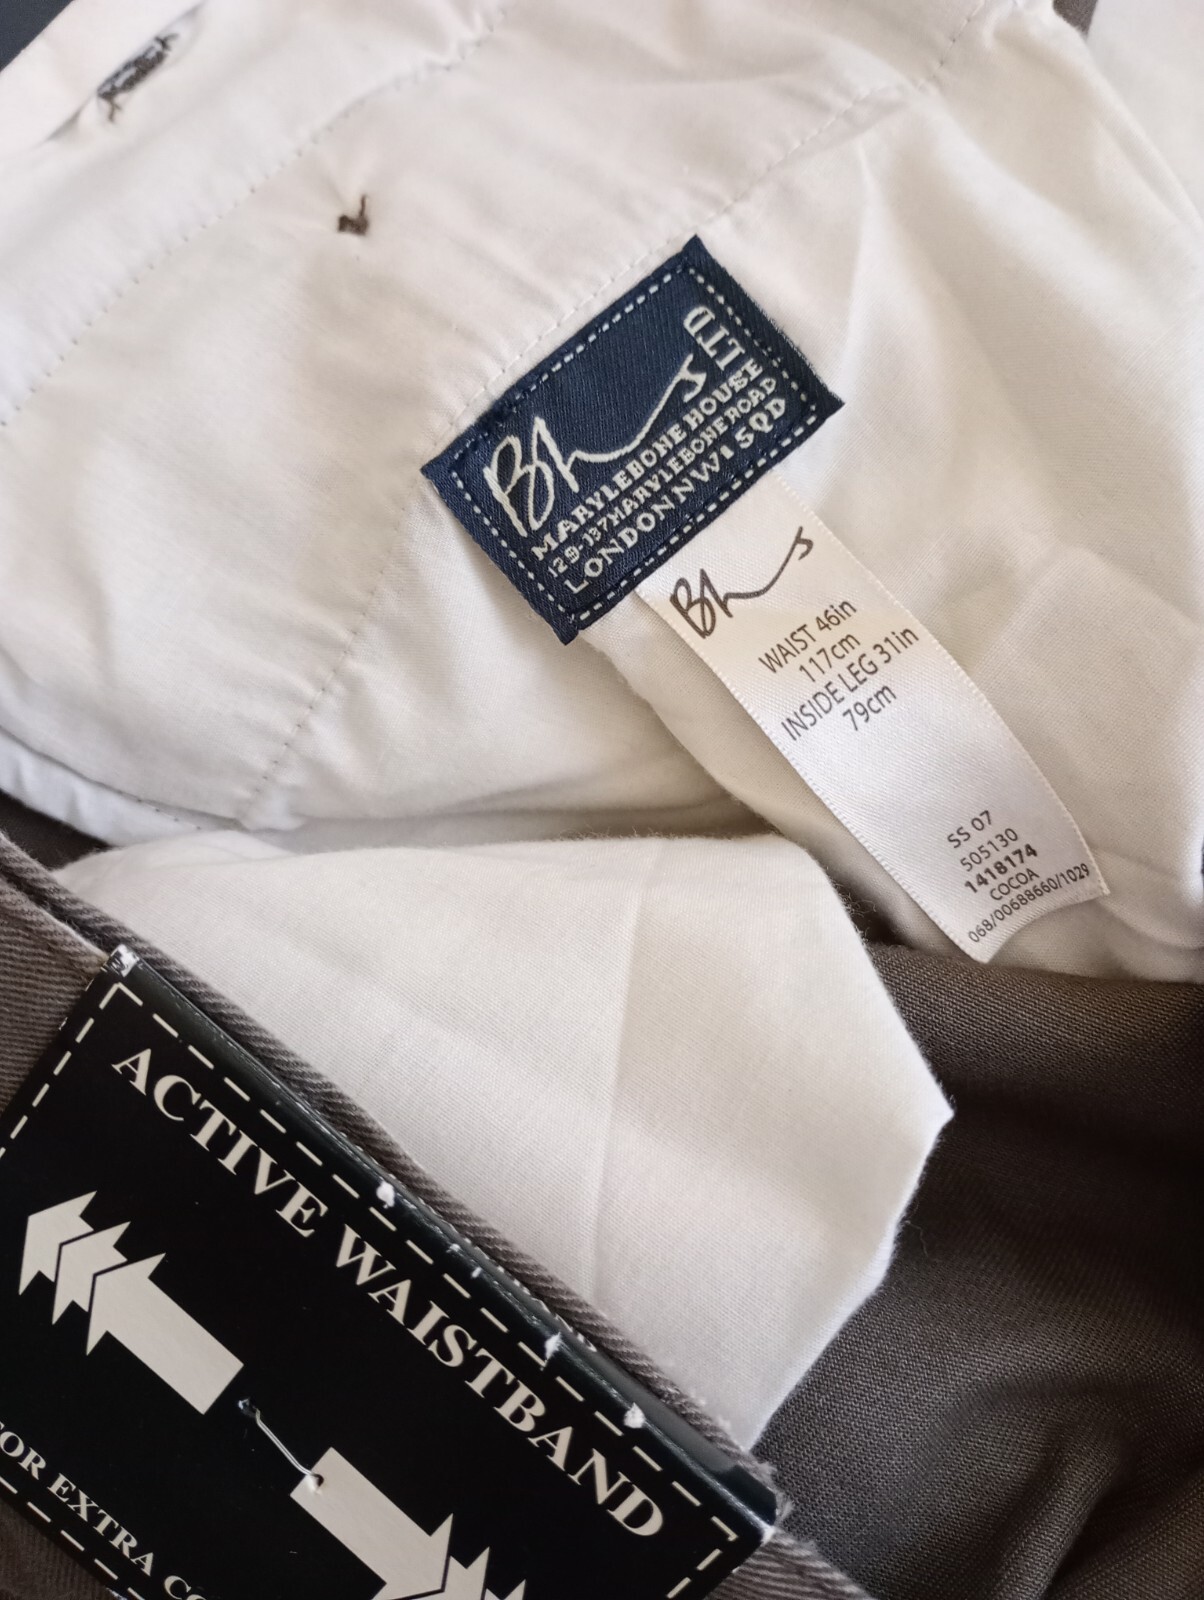 Bhs LTD
MARYLEBONE HOUSE
129-137 MARYLEBONE ROAD
LONDON NW1 5QD
Bhs
WAIST 46in
117cm
INSIDE LEG 31in
79cm
SS 07
505130
1418174
COCOA
068/00688660/1029
ACTIVE WAISTBAND
EXTRA